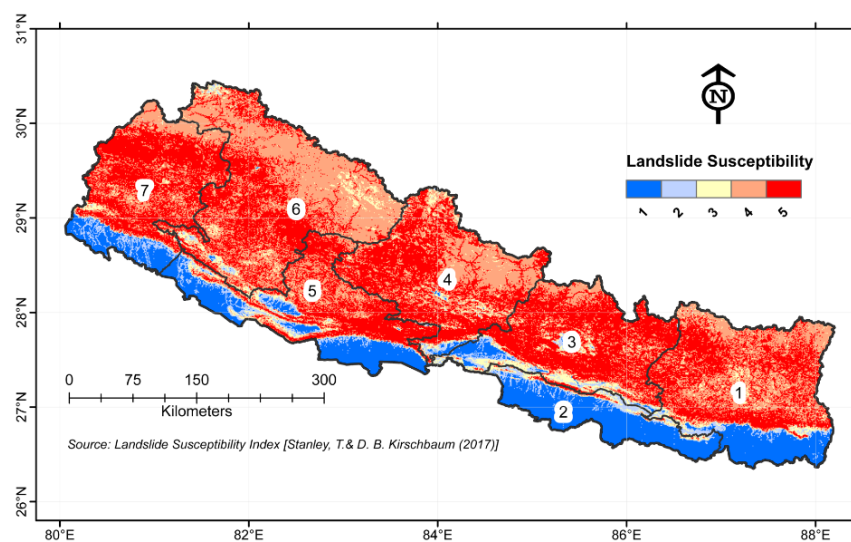 31°N
30°N
29°N
28°N
27°N
26°N
80°E
82°E
84°E
86°E
88°E
N
Landslide Susceptibility
1 2 3 4 5
7
6
5
4
3
1
2
0 75 150 300
Kilometers
Source: Landslide Susceptibility Index [Stanley, T.& D. B. Kirschbaum (2017)]